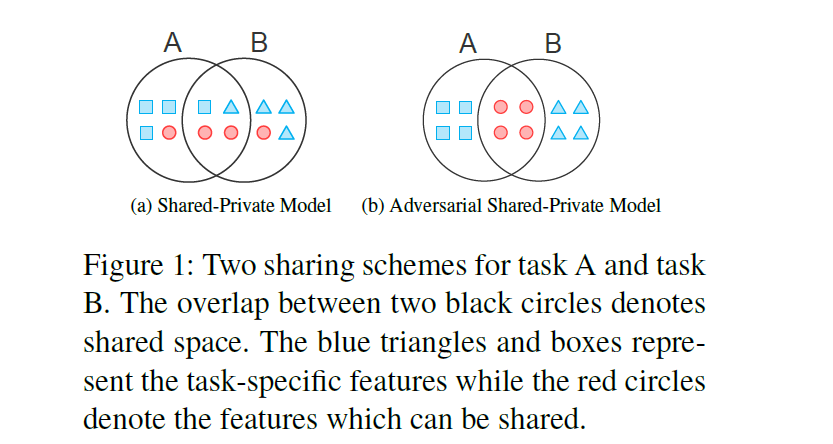 A B A B
(a) Shared-Private Model (b) Adversarial Shared-Private Model
Figure 1: Two sharing schemes for task A and task
B. The overlap between two black circles denotes
shared space. The blue triangles and boxes repre-
sent the task-specific features while the red circles
denote the features which can be shared.